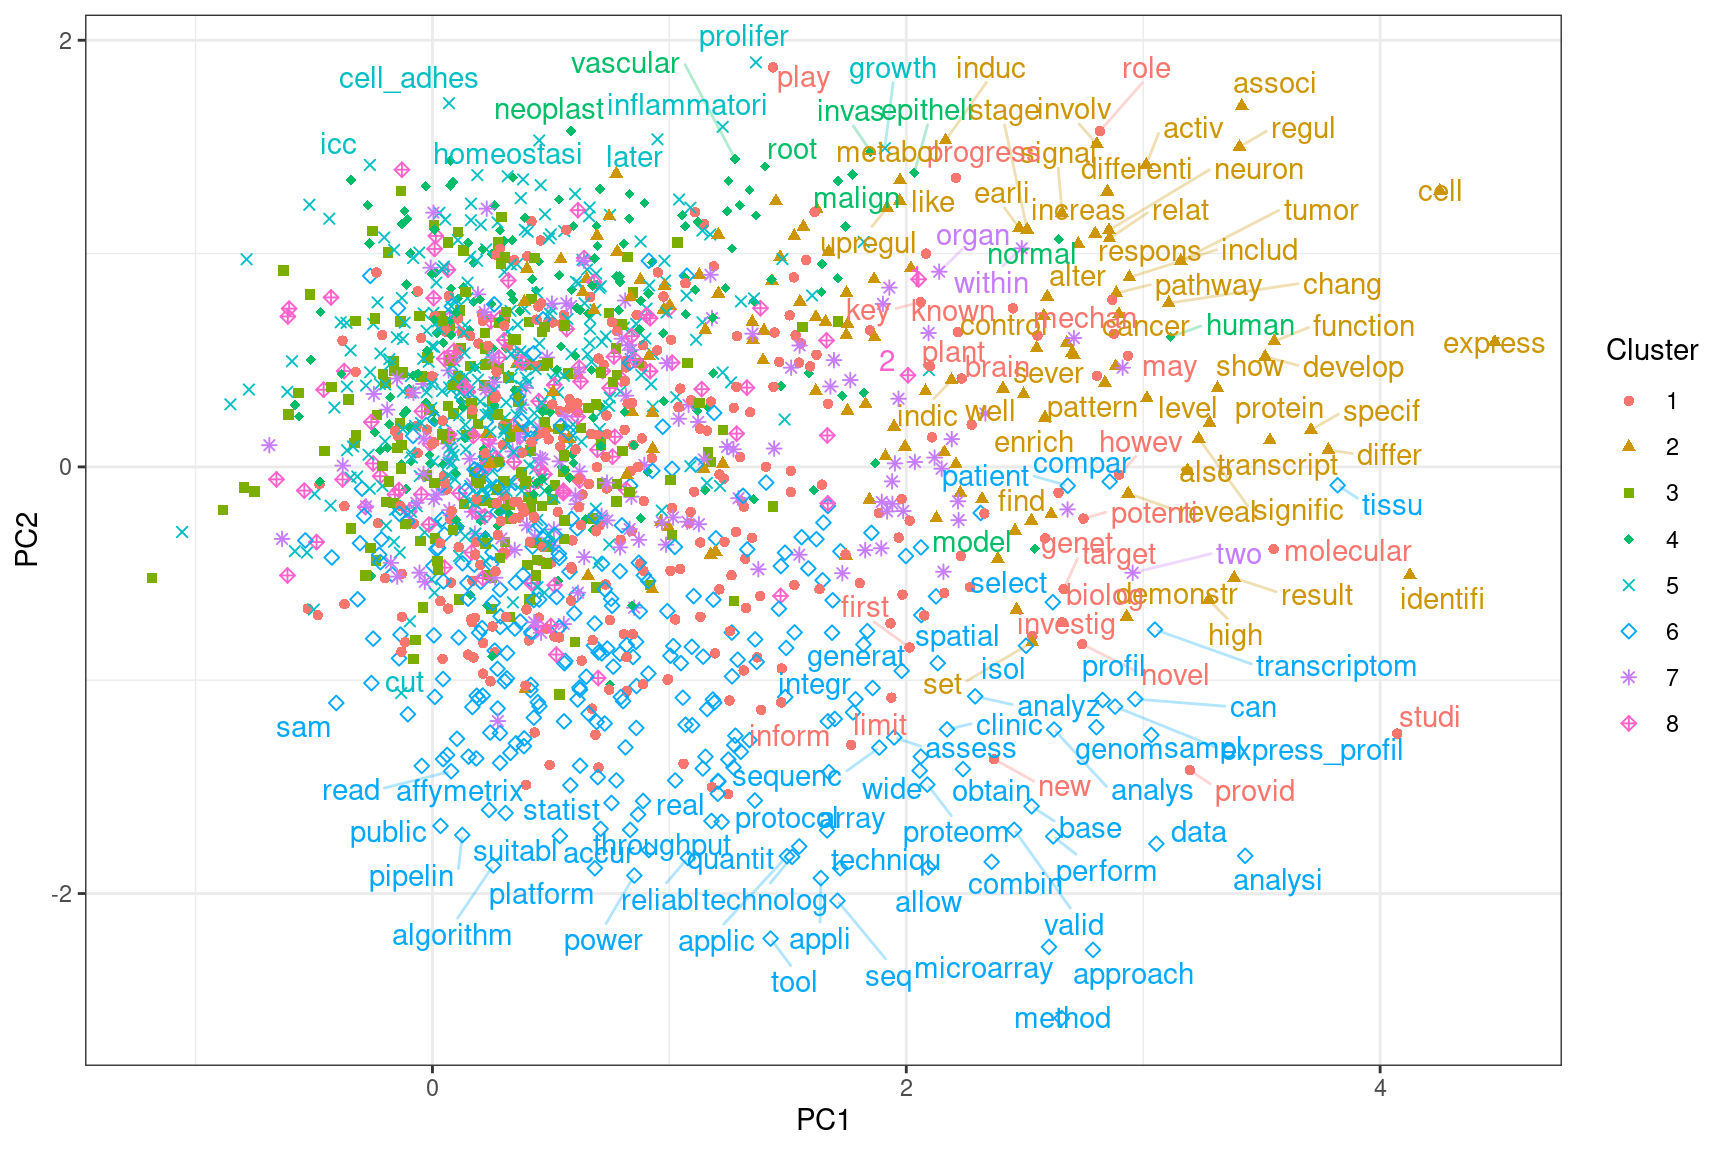 prolifer
2
vascular
play
growth
induc
role
cell_adhes
associ
neoplast
inflammatori
invas
epitheli
stage
involv
activ
regul
icc
homeostasi
later
root
metabol
progress
signal
differenti
neuron
malign
like
earli
increas
relat
tumor
cell
upregul
organ
normal
respons
includ
within
alter
pathway
chang
key
known
control
mechan
cancer
human
function
express
2
plant
brain
sever
may
show
develop
indic
well
pattern
level
protein
specif
enrich
howev
differ
0
patient
compar
also
transcript
find
potenti
reveal
signific
tissu
model
genet
target
two
molecular
select
biolog
demonstr
result
identifi
first
investig
spatial
high
generat
isol
profil
novel
transcriptom
cut
integr
set
sam
limit
analyz
can
studi
inform
clinic
assess
genom
sampl
express_profil
read
affymetrix
sequenc
wide
obtain
new
analys
provid
statist
real
protocol
array
public
proteom
base
data
suitabl
accur
throughput
quantit
techniqu
perform
pipelin
combin
analysi
-2
platform
reliabl
technolog
allow
algorithm
power
applic
appli
valid
tool
seq
microarray
approach
method
0
2
4
PC1
PC2
Cluster
1
2
3
4
5
6
7
8